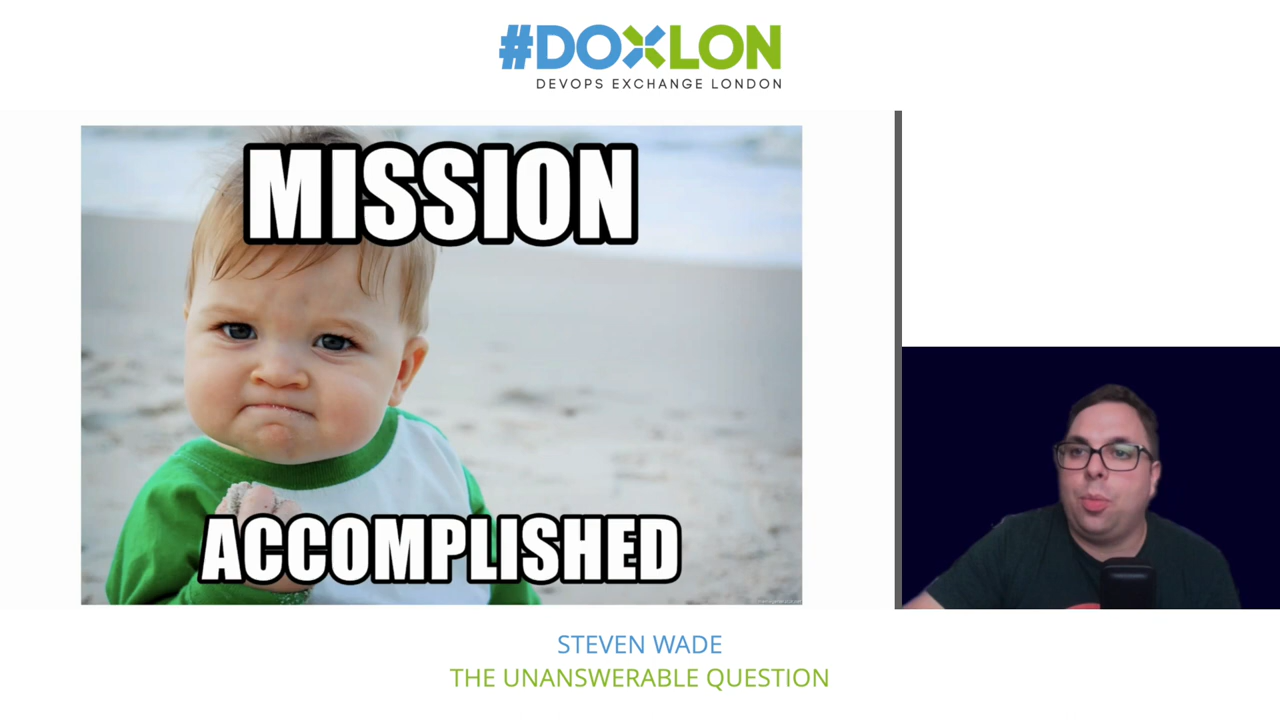 #DOXLON
DEVOPS EXCHANGE LONDON
MISSION
ACCOMPLISHED
STEVEN WADE
THE UNANSWERABLE QUESTION